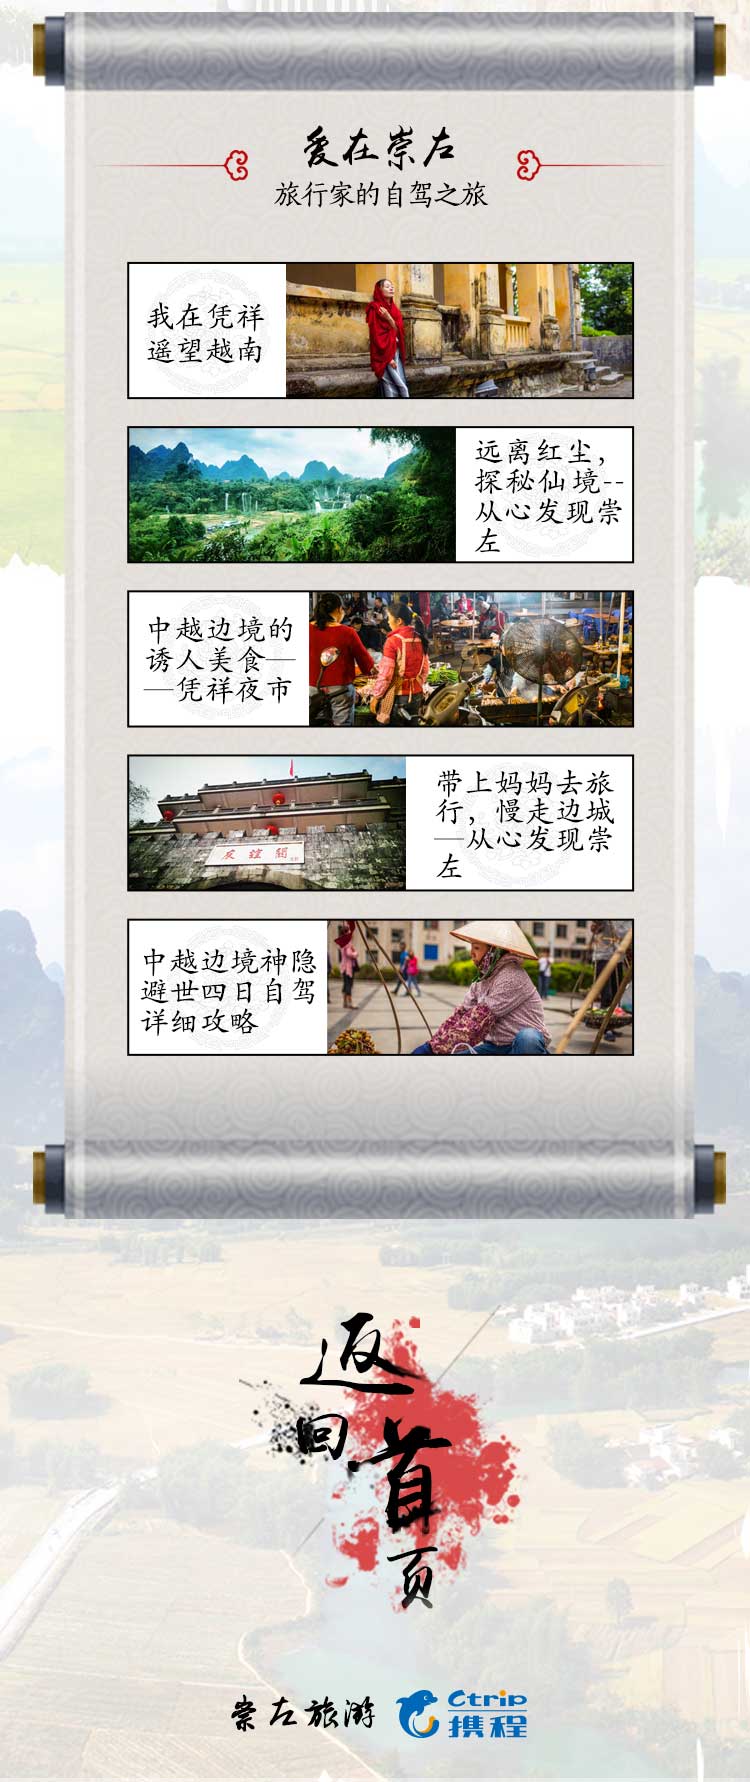 爱在崇左
旅行家的自驾之旅
我在凭祥
遥望越南
远离红尘，
探秘仙境--
从心发现崇
左
中越边境的
诱人美食—
—凭祥夜市
友谊关
带上妈妈去旅
行，慢走边城
—从心发现崇
左
中越边境神隐
避世四日自驾
详细攻略
返
回
首
页
崇左旅游
Ctrip
携程